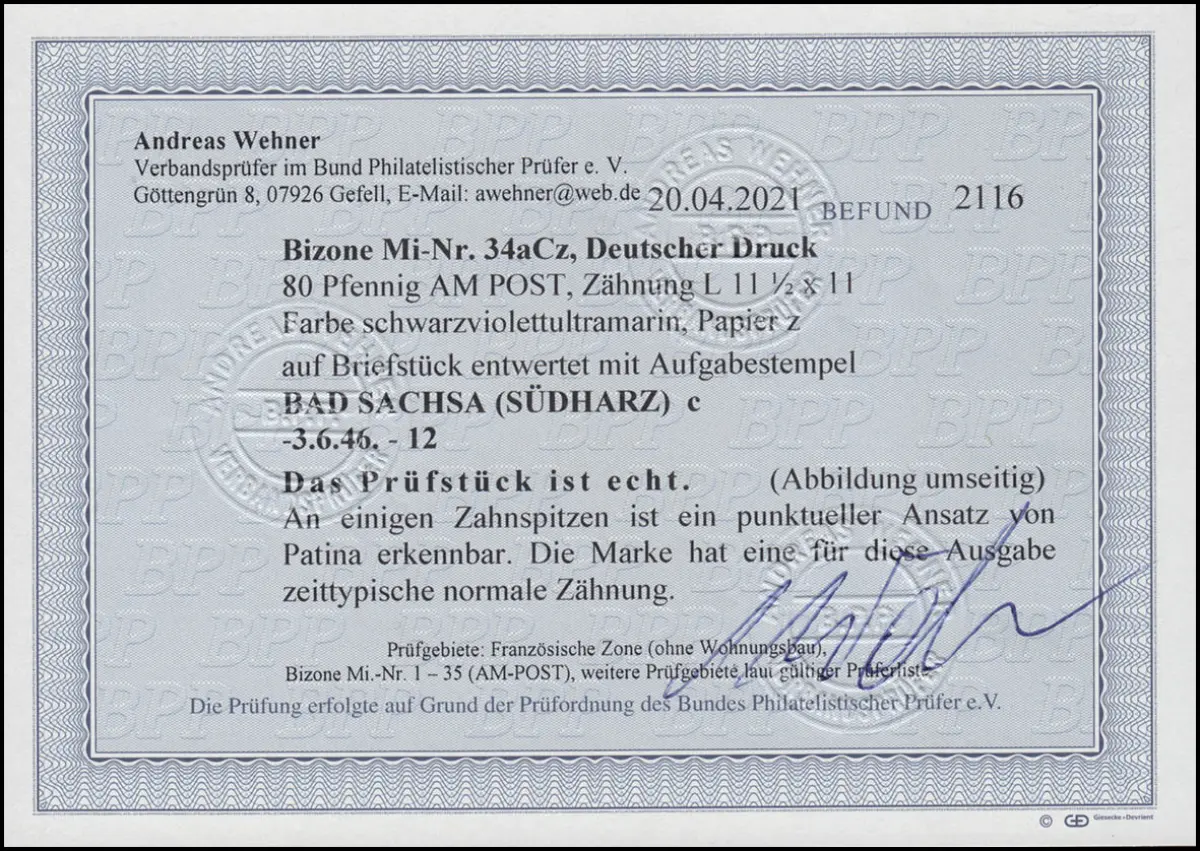 Andreas Wehner
Verbandsprüfer im Bund Philatelistischer Prüfer e. V.
Göttengrün 8, 07926 Gefell, E-Mail: awehner@web.de 20.04.2021 BEFUND 2116
Bizone Mi-Nr. 34aCz, Deutscher Druck
80 Pfennig AM POST, Zähnung L 11 ½ x 11
Farbe schwarzviolettultramarin, Papier z
auf Briefstück entwertet mit Aufgabestempel
BAD SACHSA (SÜDHARZ) c
-3.6.46. - 12
Das Prüfstück ist echt. (Abbildung umseitig)
An einigen Zahnspitzen ist ein punktueller Ansatz von
Patina erkennbar. Die Marke hat eine für diese Ausgabe
zeittypische normale Zähnung.
Prüfgebiete: Französische Zone (ohne Wohnungsbau),
Bizone Mi.-Nr. 1 – 35 (AM-POST), weitere Prüfgebiete laut gültiger Prüferliste.
Die Prüfung erfolgte auf Grund der Prüfordnung des Bundes Philatelistischer Prüfer e.V.
© Giesecke+Devrient